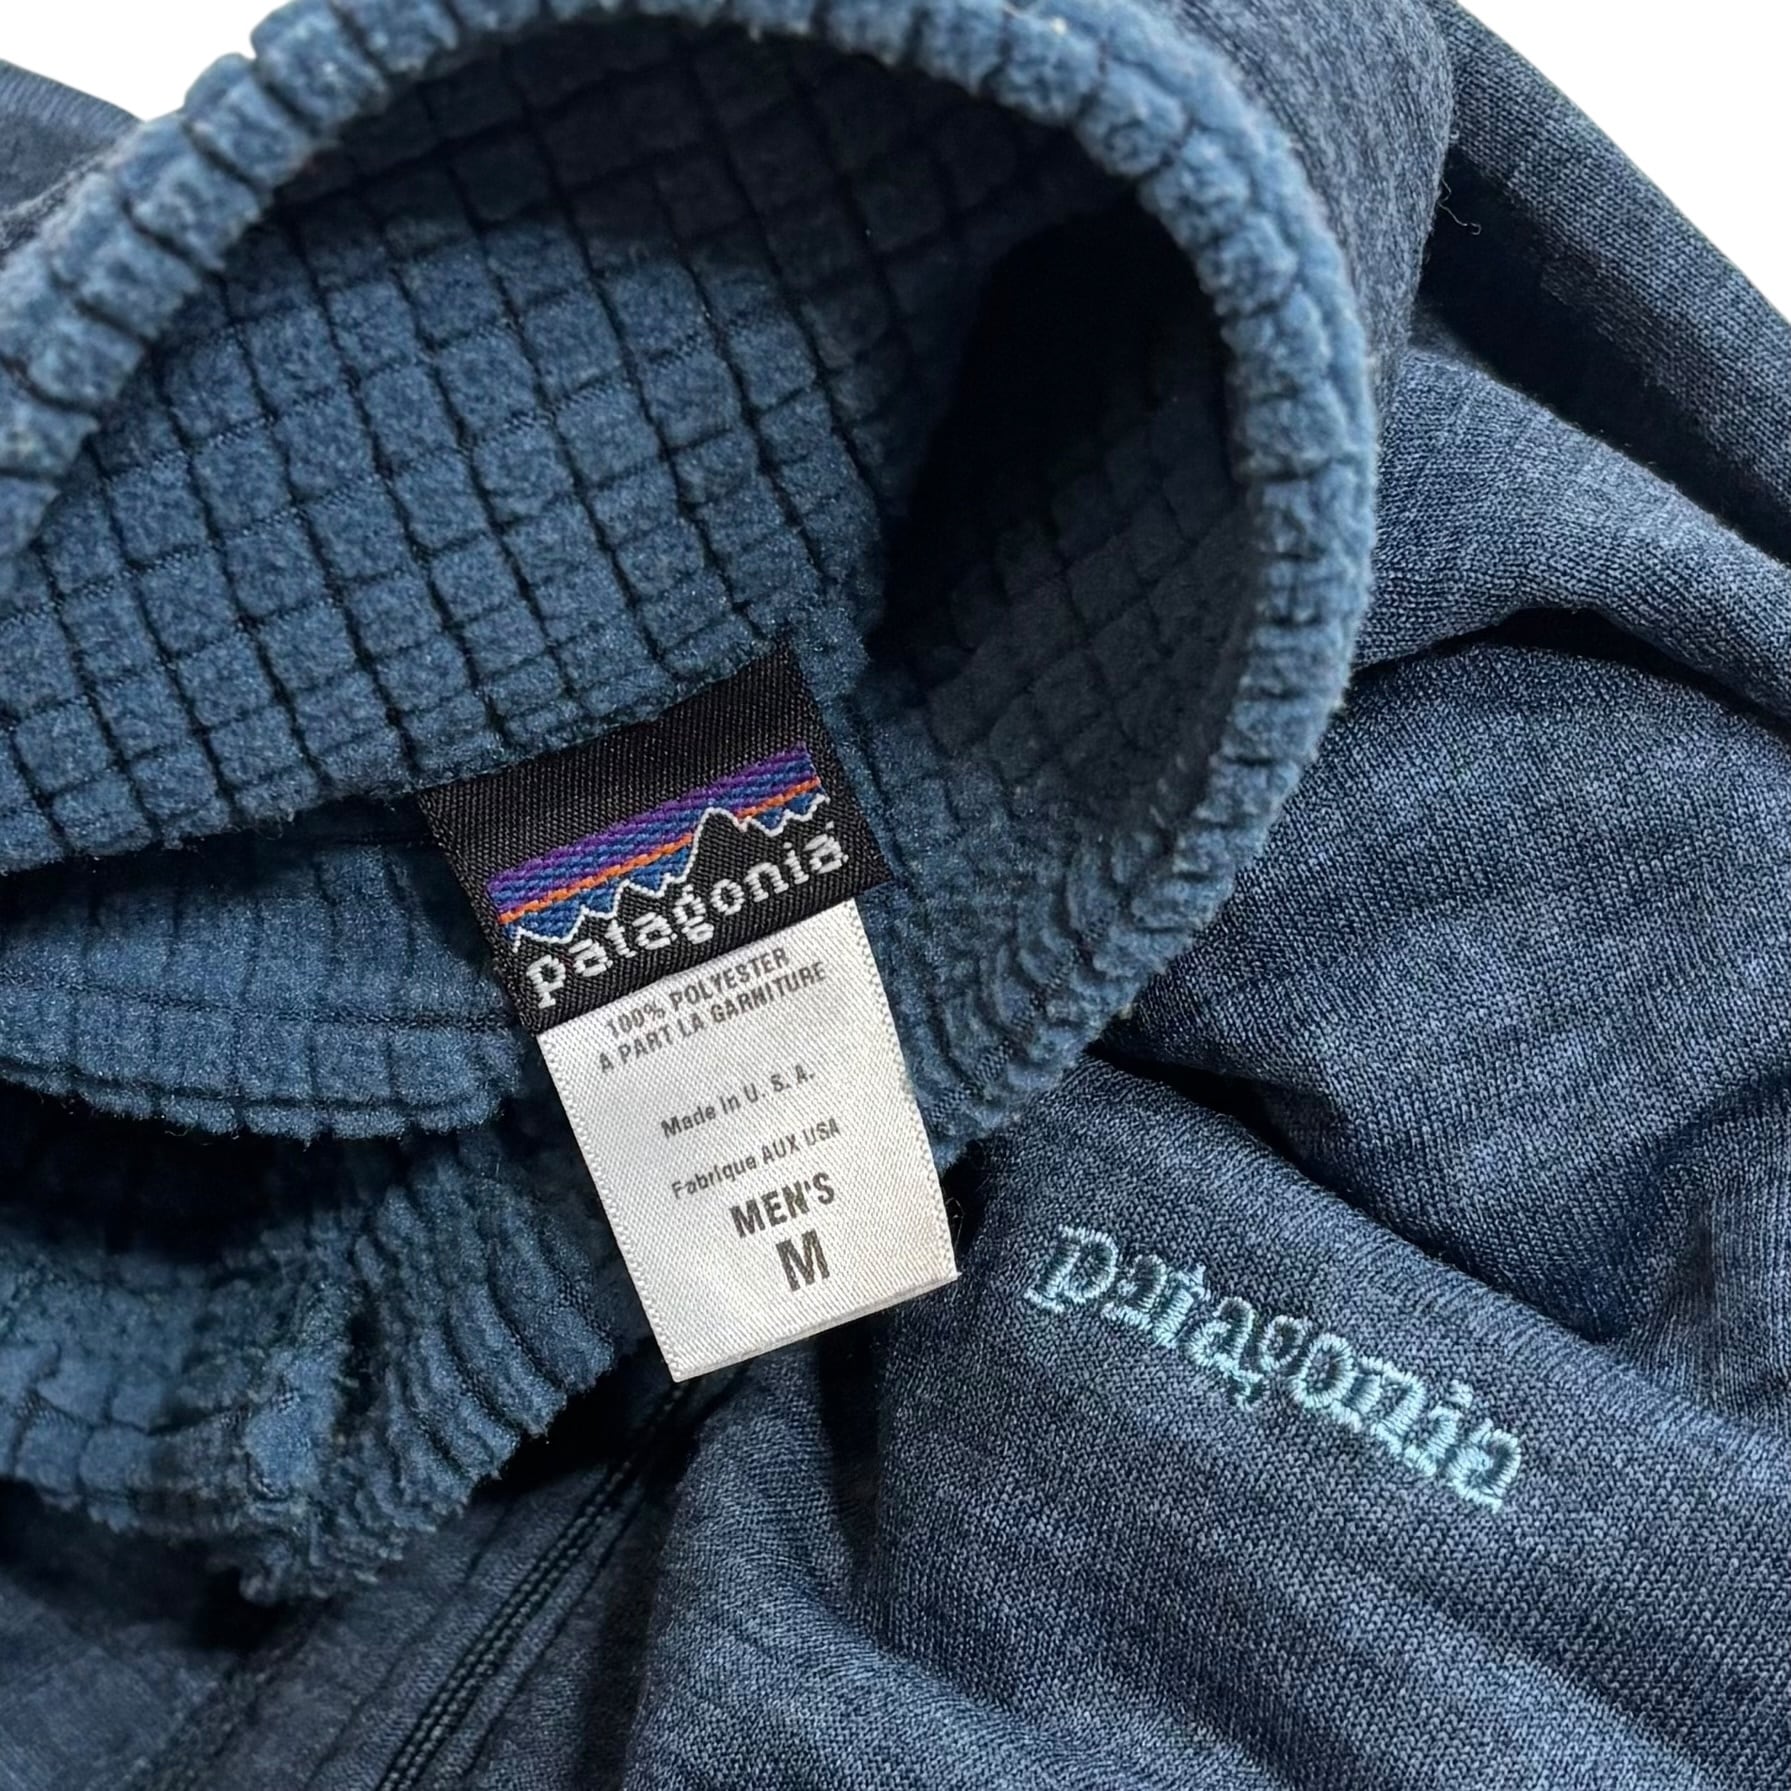 patagonia
100% POLYESTER
A PART LA GARNITURE
Made in U. S. A.
Fabrique AUX USA
MEN'S
M
patagonia